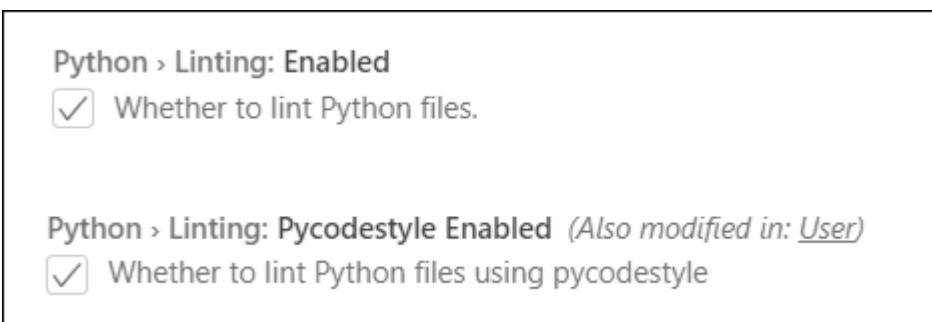 Python › Linting: Enabled
Whether to lint Python files.
Python › Linting: Pycodestyle Enabled (Also modified in: User)
Whether to lint Python files using pycodestyle